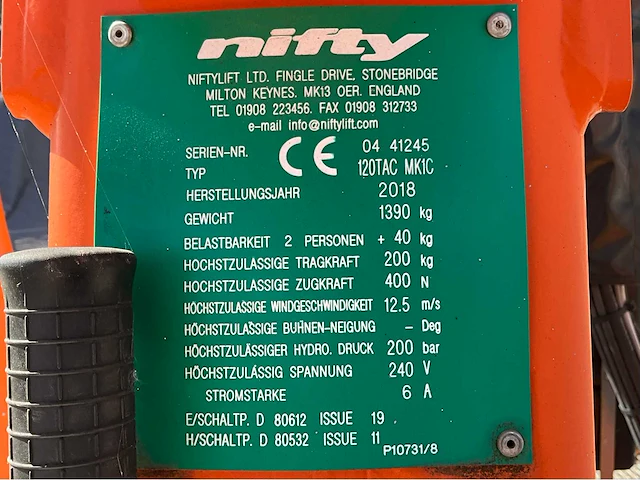 nifty
NIFTYLIFT LTD. FINGLE DRIVE, STONEBRIDGE
MILTON KEYNES. MK13 OER. ENGLAND
TEL 01908 223456. FAX 01908 312733
e-mail info@niftylift.com
SERIEN-NR. CE 04 41245
TYP 120TAC MK1C
HERSTELLUNGSJAHR 2018
GEWICHT 1390 kg
BELASTBARKEIT 2 PERSONEN + 40 kg
HÖCHSTZULÄSSIGE TRAGKRAFT 200 kg
HÖCHSTZULÄSSIGE ZUGKRAFT 400 N
HÖCHSTZULÄSSIGE WINDGESCHWINDIGKEIT 12.5 m/s
HÖCHSTZULÄSSIGE BUHNEN-NEIGUNG – Deg
HÖCHSTZULÄSSIGER HYDRO. DRUCK 200 bar
HÖCHSTZULÄSSIG SPANNUNG 240 V
STROMSTARKE 6 A
E/SCHALTP. D 80612 ISSUE 19
H/SCHALTP. D 80532 ISSUE 11
P10731/8